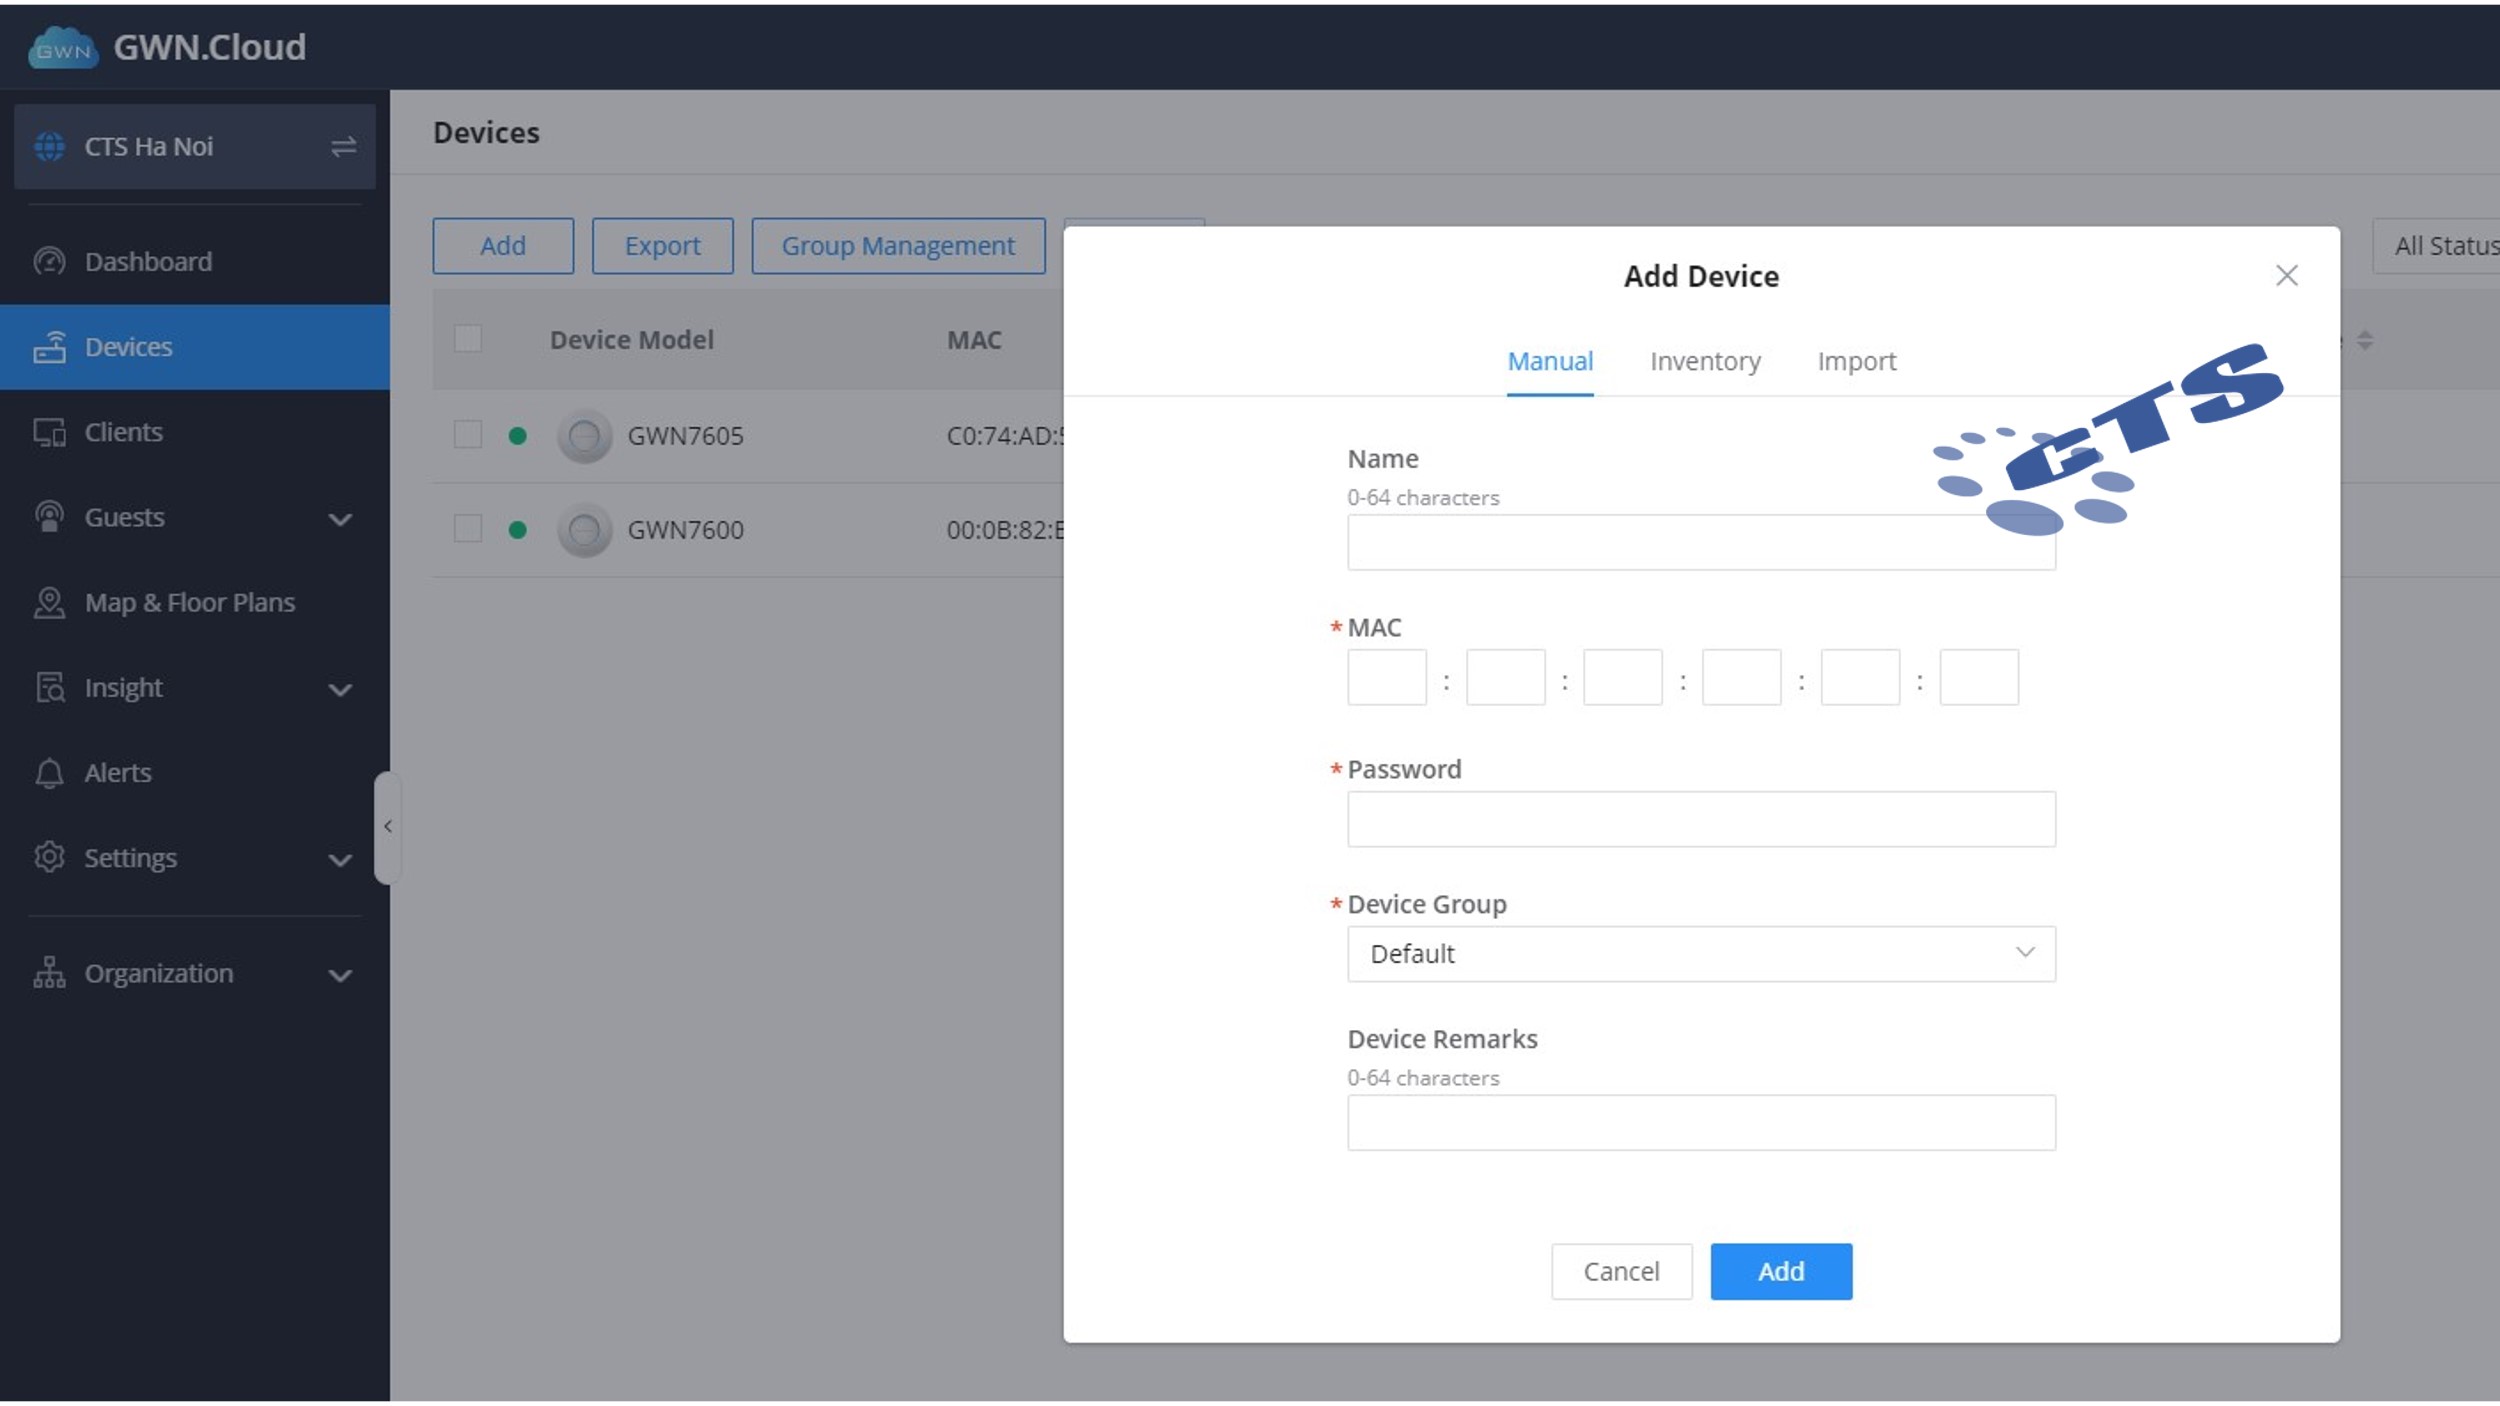 GWN GWN.Cloud
CTS Ha Noi
Dashboard
Devices
Clients
Guests
Map & Floor Plans
Insight
Alerts
Settings
Organization
Devices
Add Export Group Management
All Status
Device Model MAC
GWN7605 C0:74:AD:
GWN7600 00:0B:82:
Add Device
Manual Inventory Import
CTS
Name
0-64 characters
* MAC
: : : : :
* Password
* Device Group
Default
Device Remarks
0-64 characters
Cancel Add